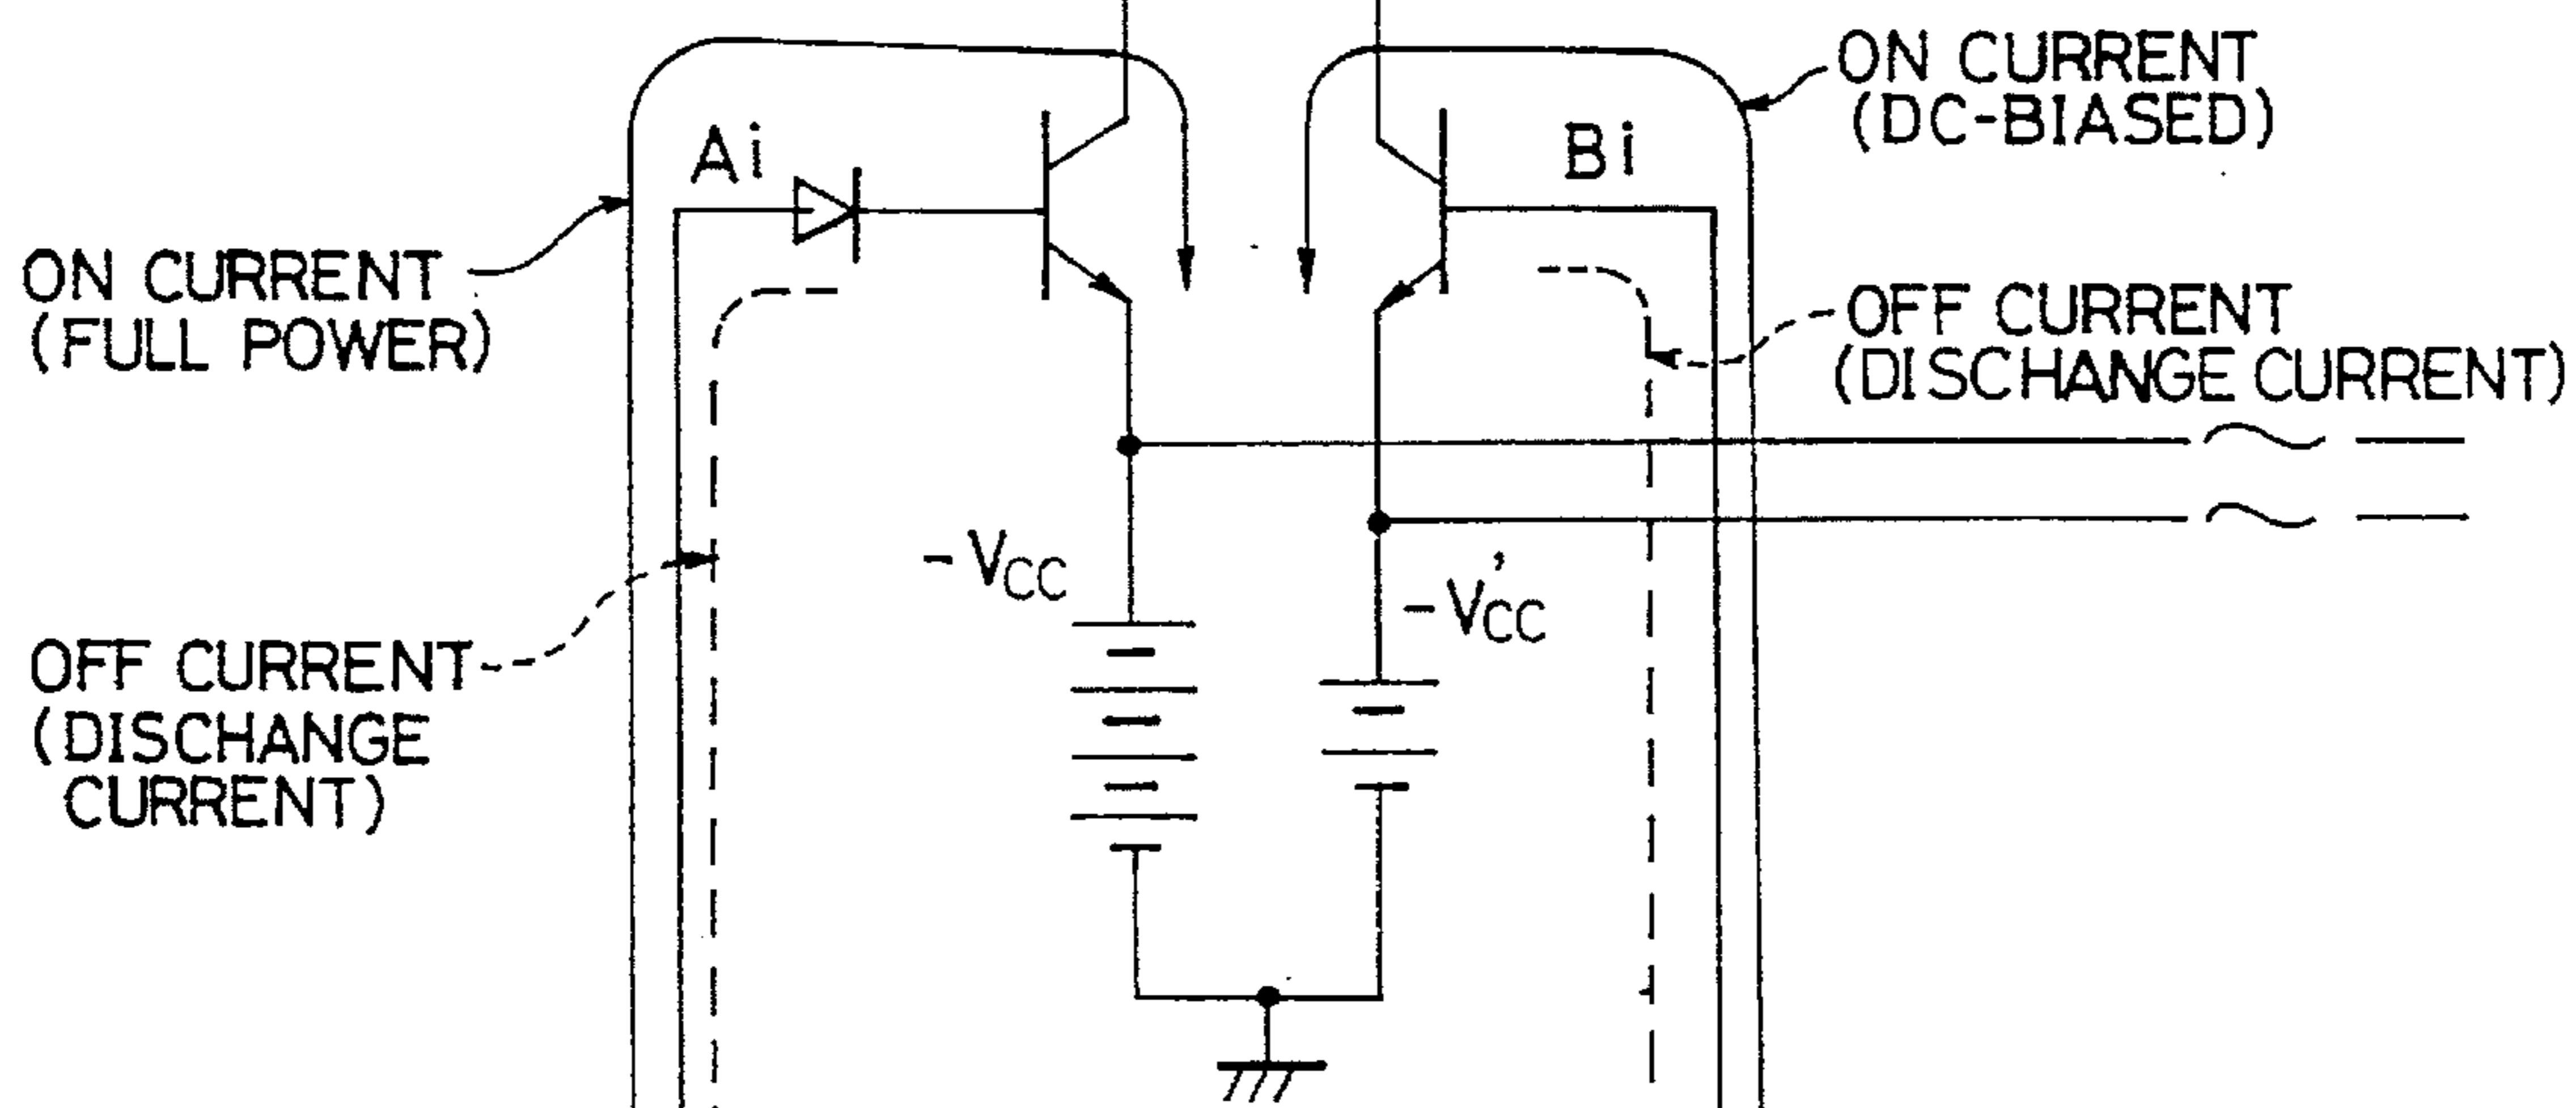 ON CURRENT
(DC-BIASED)
Ai
Bi
ON CURRENT
(FULL POWER)
OFF CURRENT
(DISCHANGE CURRENT)
-VCC
-V'CC
OFF CURRENT
(DISCHANGE
CURRENT)